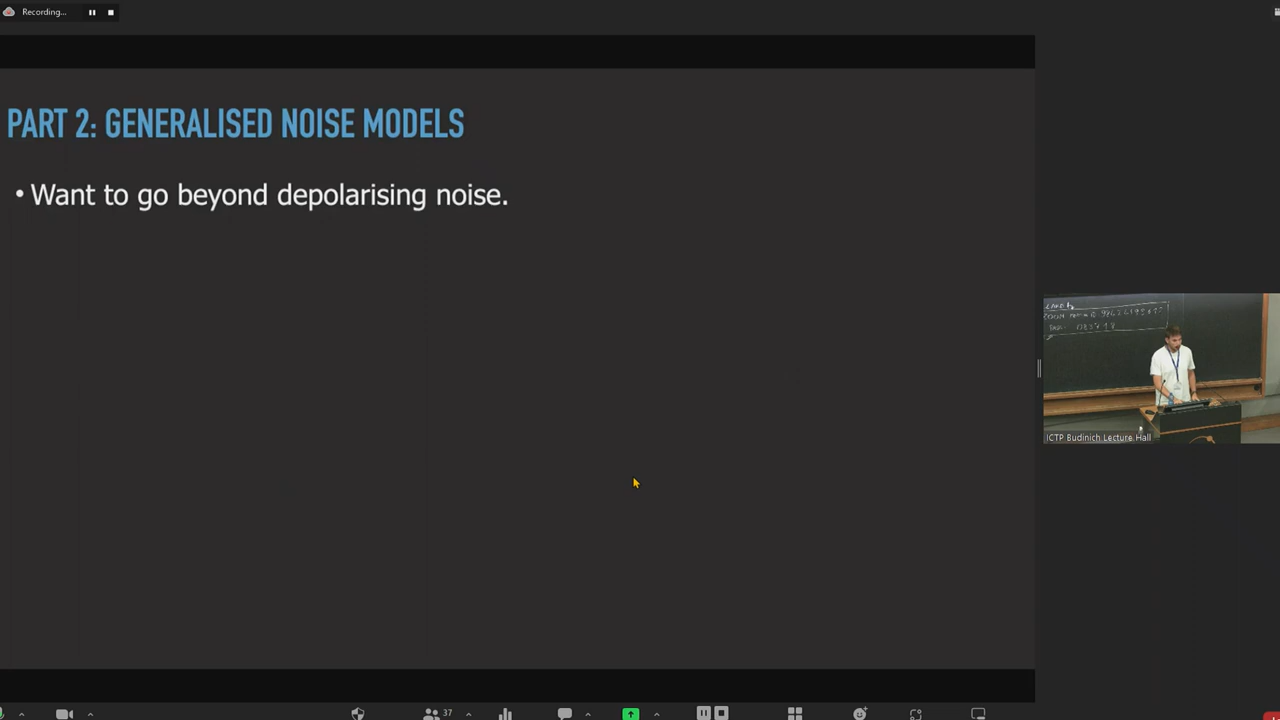 Recording...
PART 2: GENERALISED NOISE MODELS
• Want to go beyond depolarising noise.
ICTP Budinich Lecture Hall
37